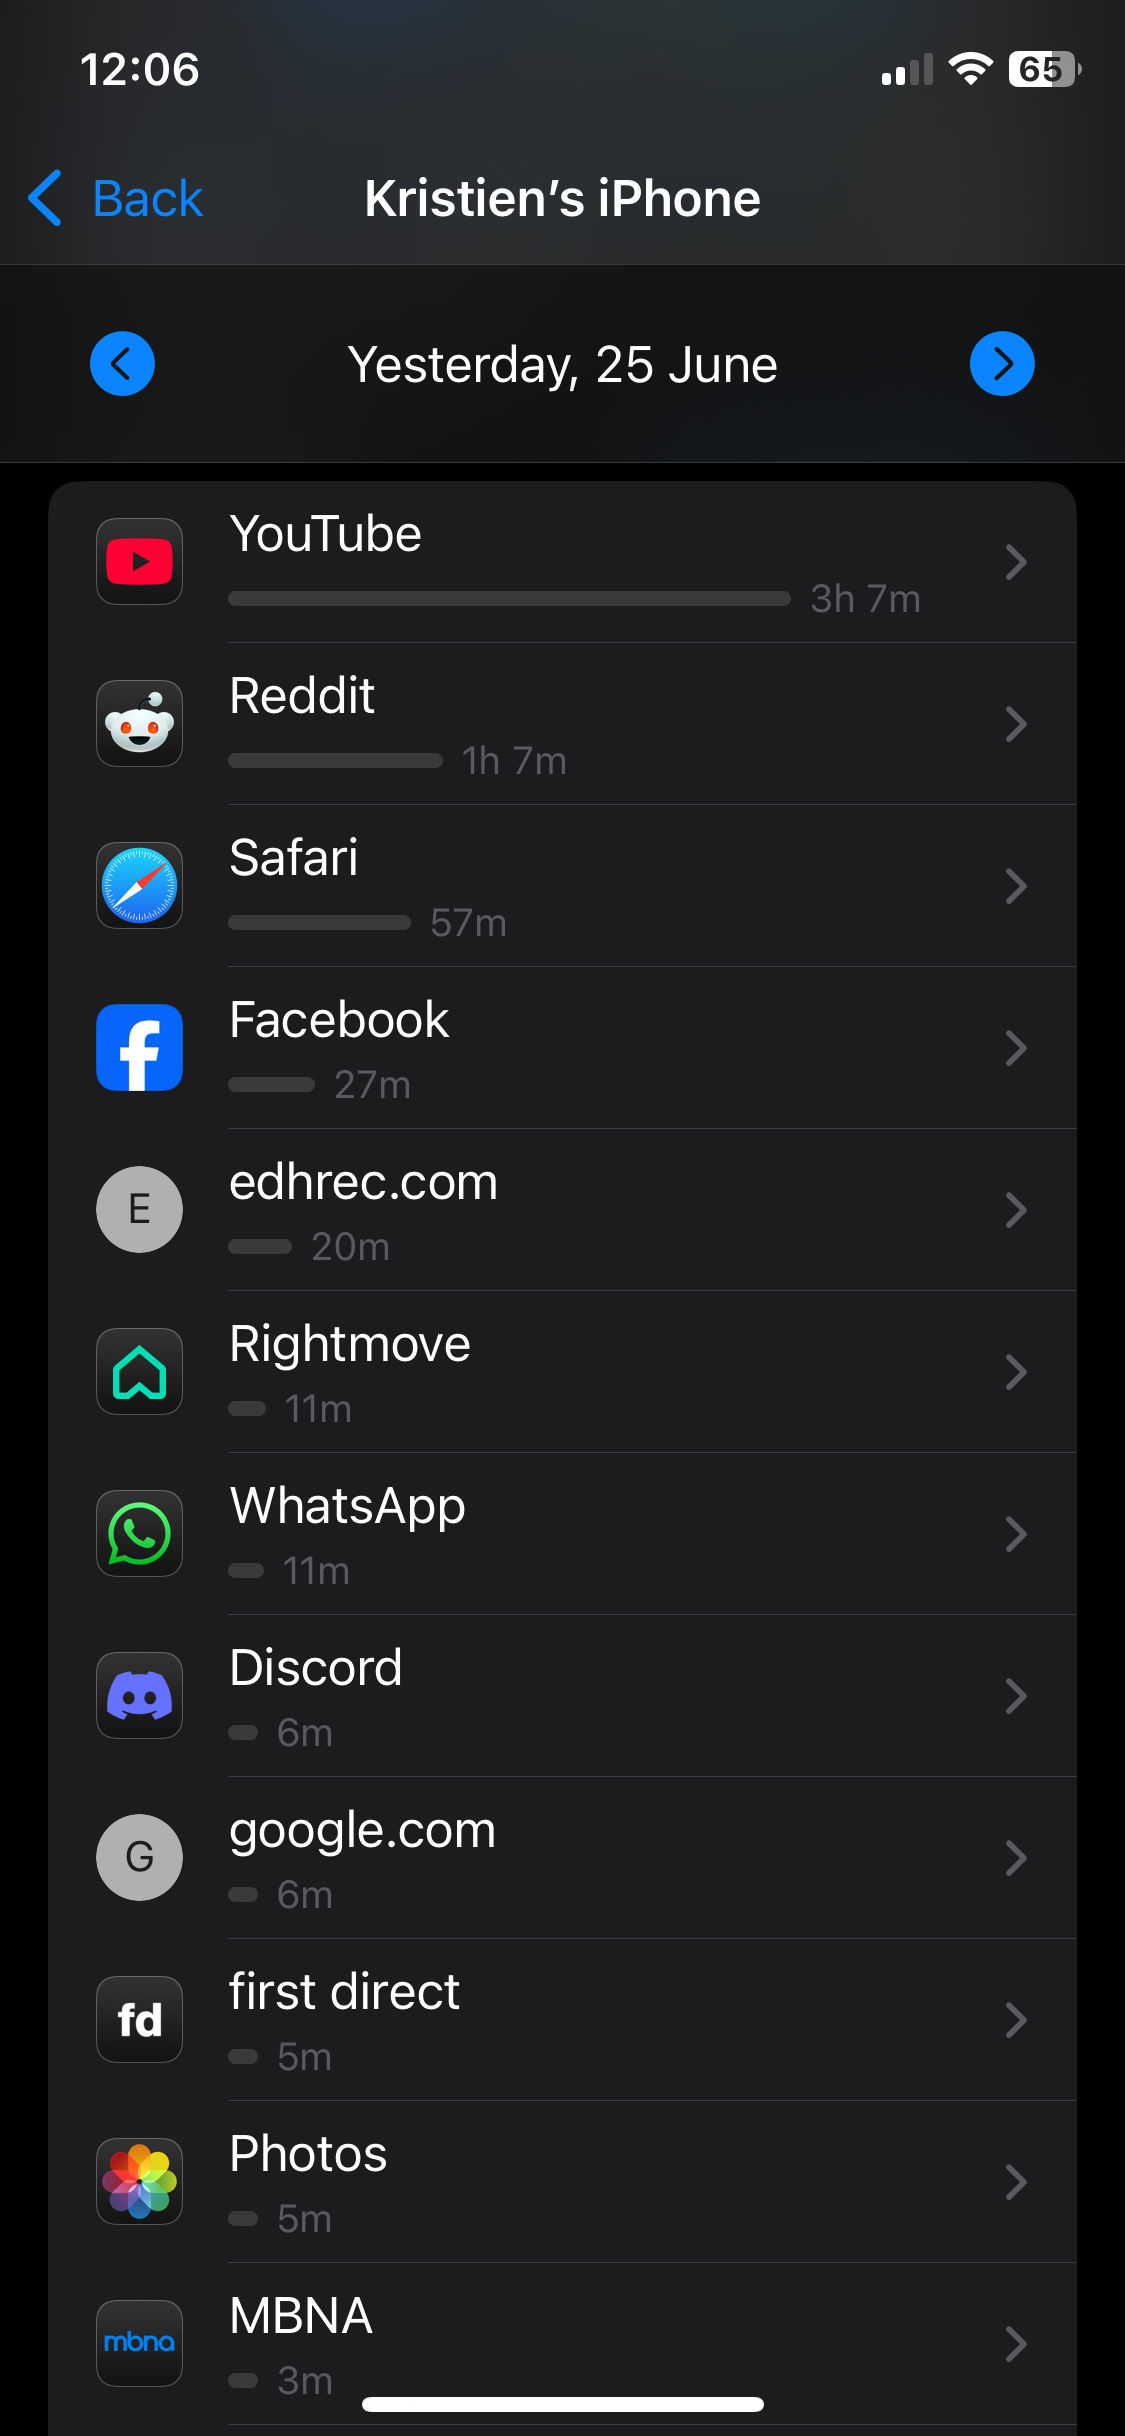 12:06
65
Back
Kristien’s iPhone
Yesterday, 25 June
YouTube
3h 7m
Reddit
1h 7m
Safari
57m
Facebook
27m
E
edhrec.com
20m
Rightmove
11m
WhatsApp
11m
Discord
6m
G
google.com
6m
fd
first direct
5m
Photos
5m
mbna
MBNA
3m